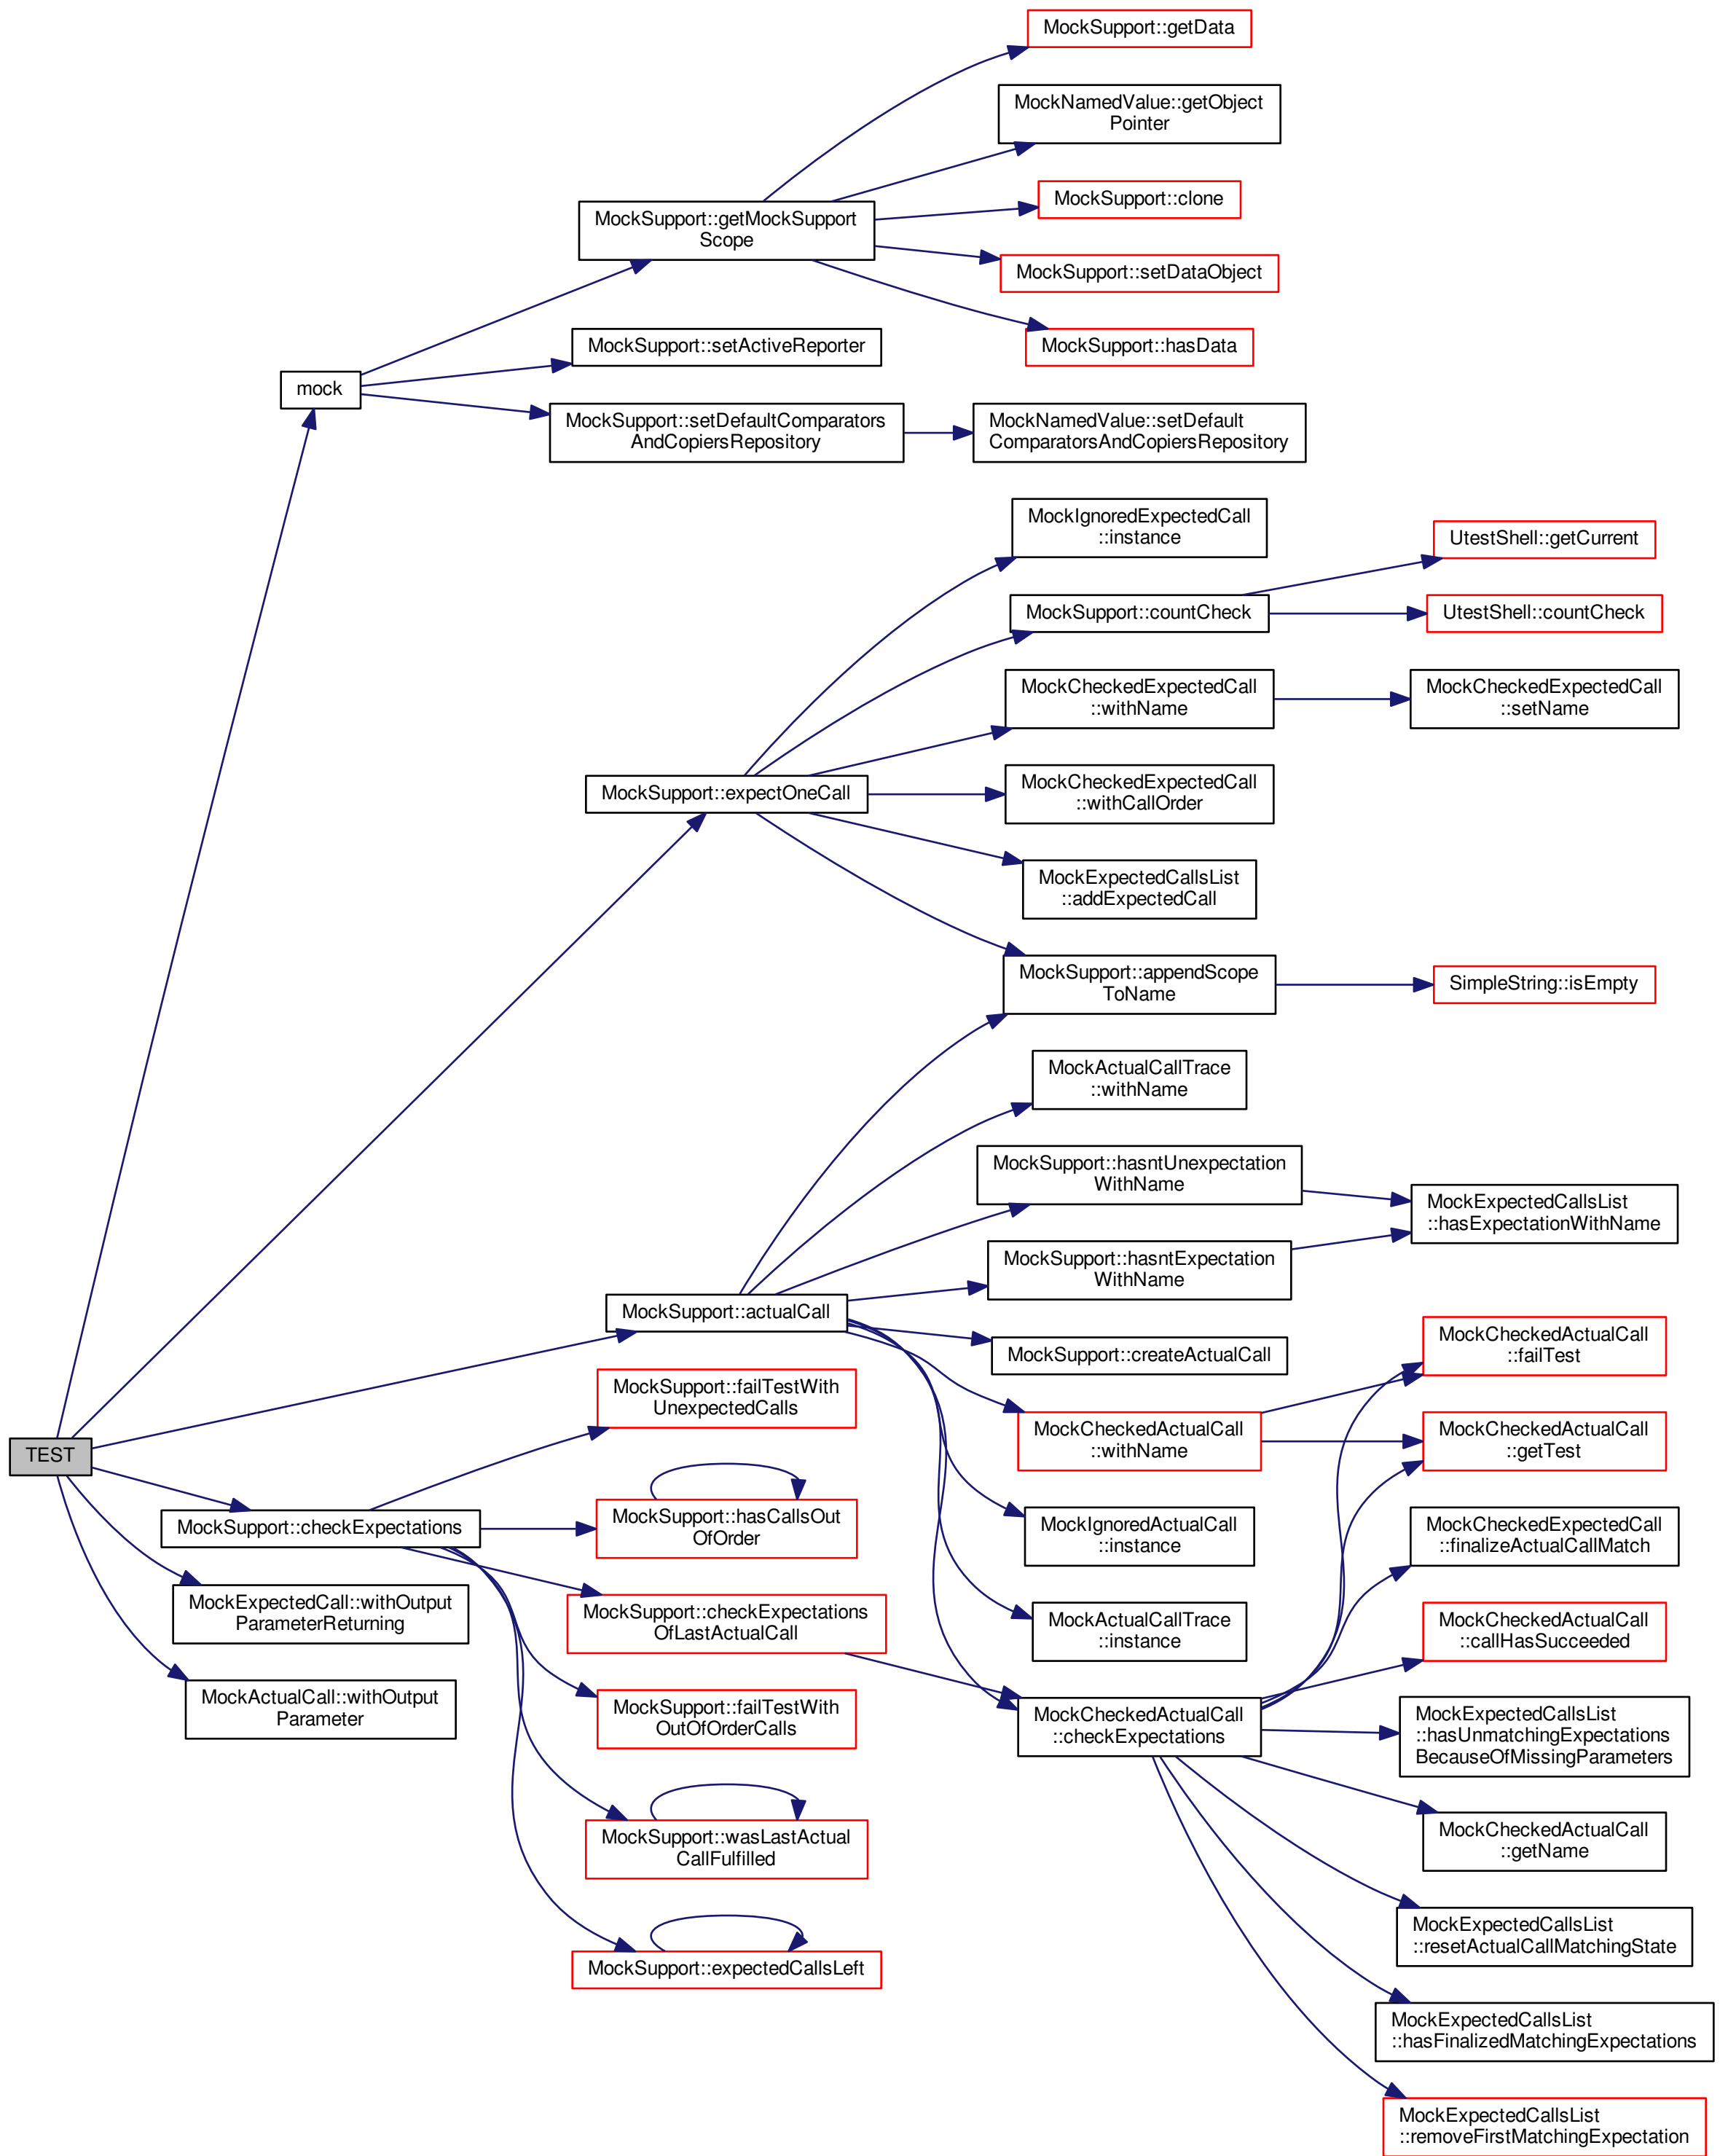 MockSupport::getData
MockNamedValue::getObject
Pointer
MockSupport::getMockSupport
Scope
MockSupport::clone
MockSupport::setDataObject
MockSupport::hasData
MockSupport::setActiveReporter
mock
MockSupport::setDefaultComparators
AndCopiersRepository
MockNamedValue::setDefault
ComparatorsAndCopiersRepository
MockIgnoredExpectedCall
::instance
UtestShell::getCurrent
MockSupport::countCheck
UtestShell::countCheck
MockCheckedExpectedCall
::withName
MockCheckedExpectedCall
::setName
MockSupport::expectOneCall
MockCheckedExpectedCall
::withCallOrder
MockExpectedCallsList
::addExpectedCall
MockSupport::appendScope
ToName
SimpleString::isEmpty
MockActualCallTrace
::withName
MockSupport::hasntUnexpectation
WithName
MockExpectedCallsList
::hasExpectationWithName
MockSupport::hasntExpectation
WithName
MockSupport::actualCall
MockSupport::createActualCall
MockCheckedActualCall
::failTest
MockSupport::failTestWith
UnexpectedCalls
MockCheckedActualCall
::withName
MockCheckedActualCall
::getTest
TEST
MockSupport::checkExpectations
MockSupport::hasCallsOut
OfOrder
MockIgnoredActualCall
::instance
MockCheckedExpectedCall
::finalizeActualCallMatch
MockExpectedCall::withOutput
ParameterReturning
MockSupport::checkExpectations
OfLastActualCall
MockActualCallTrace
::instance
MockCheckedActualCall
::callHasSucceeded
MockActualCall::withOutput
Parameter
MockSupport::failTestWith
OutOfOrderCalls
MockCheckedActualCall
::checkExpectations
MockExpectedCallsList
::hasUnmatchingExpectations
BecauseOfMissingParameters
MockSupport::wasLastActual
CallFulfilled
MockCheckedActualCall
::getName
MockExpectedCallsList
::resetActualCallMatchingState
MockSupport::expectedCallsLeft
MockExpectedCallsList
::hasFinalizedMatchingExpectations
MockExpectedCallsList
::removeFirstMatchingExpectation